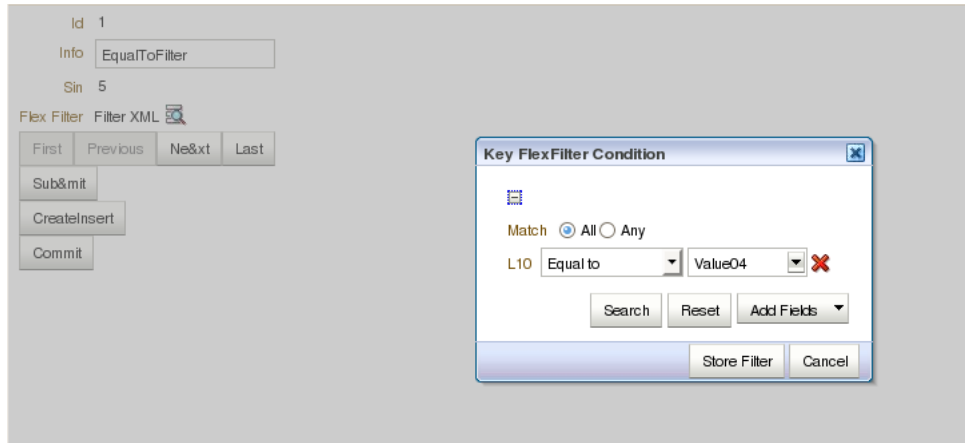 Id 1
Info EqualToFilter
Sin 5
Flex Filter Filter XML
First Previous Ne&xt Last
Sub&mit
CreateInsert
Commit
Key FlexFilter Condition
Match All Any
L10 Equal to Value04
Search Reset Add Fields
Store Filter Cancel